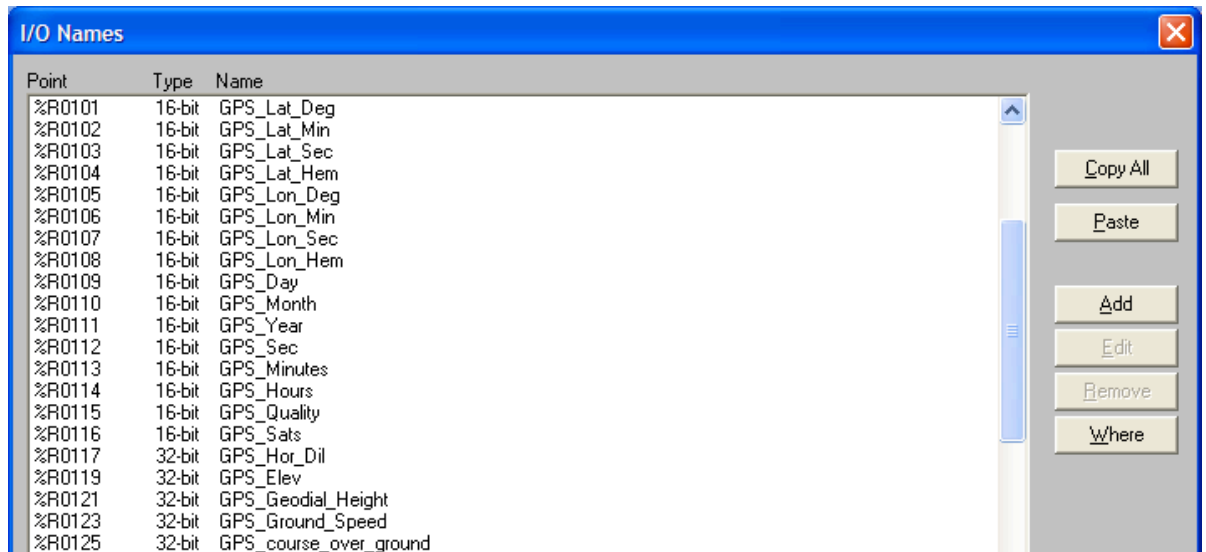 I/O Names
Point Type Name
%R0101 16-bit GPS_Lat_Deg
%R0102 16-bit GPS_Lat_Min
%R0103 16-bit GPS_Lat_Sec
%R0104 16-bit GPS_Lat_Hem
%R0105 16-bit GPS_Lon_Deg
%R0106 16-bit GPS_Lon_Min
%R0107 16-bit GPS_Lon_Sec
%R0108 16-bit GPS_Lon_Hem
%R0109 16-bit GPS_Day
%R0110 16-bit GPS_Month
%R0111 16-bit GPS_Year
%R0112 16-bit GPS_Sec
%R0113 16-bit GPS_Minutes
%R0114 16-bit GPS_Hours
%R0115 16-bit GPS_Quality
%R0116 16-bit GPS_Sats
%R0117 32-bit GPS_Hor_Dil
%R0119 32-bit GPS_Elev
%R0121 32-bit GPS_Geodial_Height
%R0123 32-bit GPS_Ground_Speed
%R0125 32-bit GPS_course_over_ground
Copy All
Paste
Add
Edit
Remove
Where